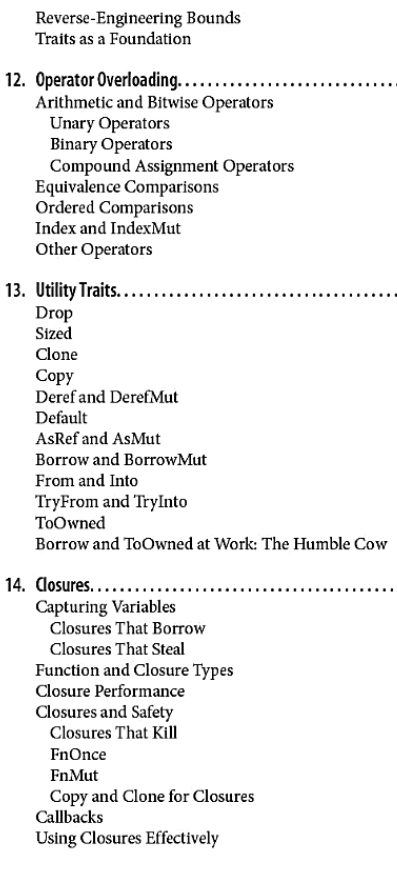 Reverse-Engineering Bounds
Traits as a Foundation
12. Operator Overloading. . . . . . . . . . . . . . . . . . . . . . . . . . . . . .
Arithmetic and Bitwise Operators
Unary Operators
Binary Operators
Compound Assignment Operators
Equivalence Comparisons
Ordered Comparisons
Index and IndexMut
Other Operators
13. Utility Traits. . . . . . . . . . . . . . . . . . . . . . . . . . . . . . . . . . . . . .
Drop
Sized
Clone
Copy
Deref and DerefMut
Default
AsRef and AsMut
Borrow and BorrowMut
From and Into
TryFrom and TryInto
ToOwned
Borrow and ToOwned at Work: The Humble Cow
14. Closures. . . . . . . . . . . . . . . . . . . . . . . . . . . . . . . . . . . . . . . . .
Capturing Variables
Closures That Borrow
Closures That Steal
Function and Closure Types
Closure Performance
Closures and Safety
Closures That Kill
FnOnce
FnMut
Copy and Clone for Closures
Callbacks
Using Closures Effectively